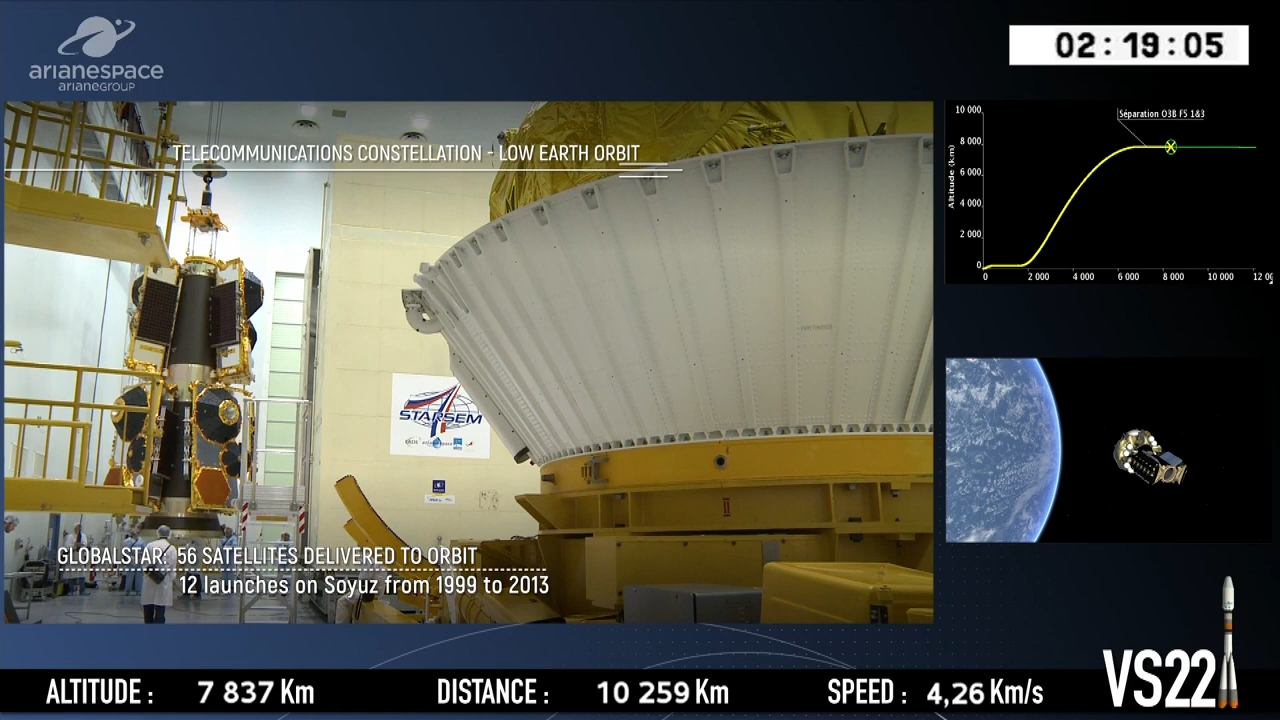 arianespace
arianeGROUP
02:19:05
TELECOMMUNICATIONS CONSTELLATION - LOW EARTH ORBIT
10 000
8 000
6 000
4 000
2 000
0
Altitude (km)
Séparation O3B F5 1&3
0 2 000 4 000 6 000 8 000 10 000 12 00
STARSEM
GLOBALSTAR: 56 SATELLITES DELIVERED TO ORBIT
12 launches on Soyuz from 1999 to 2013
ALTITUDE : 7 837 Km DISTANCE : 10 259 Km SPEED : 4,26 Km/s
VS22